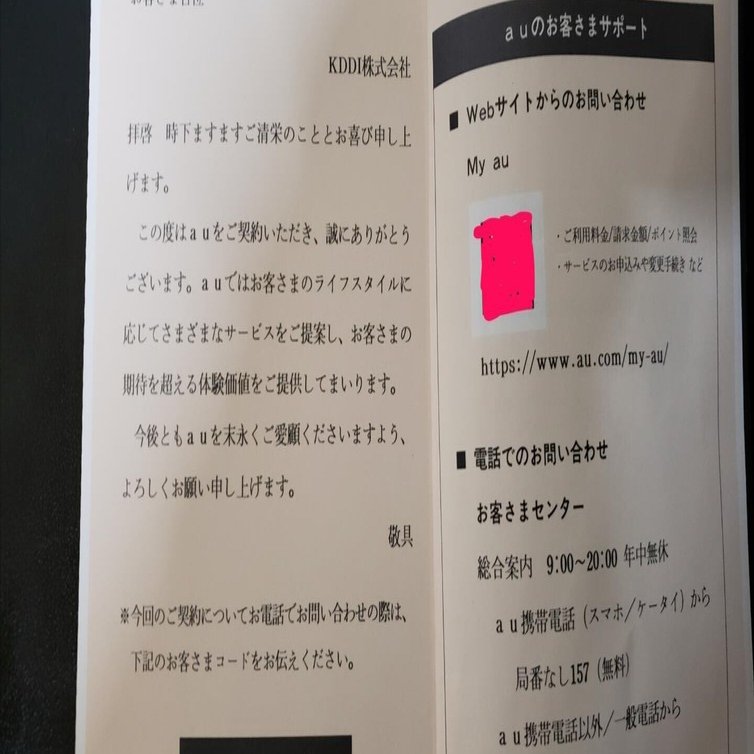 お客さま各位
KDDI株式会社
拝啓　時下ますますご清栄のこととお喜び申し上
げます。
　この度はａｕをご契約いただき、誠にありがとう
ございます。ａｕではお客さまのライフスタイルに
応じてさまざまなサービスをご提案し、お客さまの
期待を超える体験価値をご提供してまいります。
　今後ともａｕを末永くご愛顧くださいますよう、
よろしくお願い申し上げます。
敬具
※今回のご契約についてお電話でお問い合わせの際は、
下記のお客さまコードをお伝えください。
ａｕのお客さまサポート
■ Webサイトからのお問い合わせ
My au
・ご利用料金/請求金額/ポイント照会
・サービスのお申込みや変更手続き など
https://www.au.com/my-au/
■ 電話でのお問い合わせ
お客さまセンター
総合案内　9:00～20:00 年中無休
ａｕ携帯電話（スマホ／ケータイ）から
局番なし157（無料）
ａｕ携帯電話以外／一般電話から